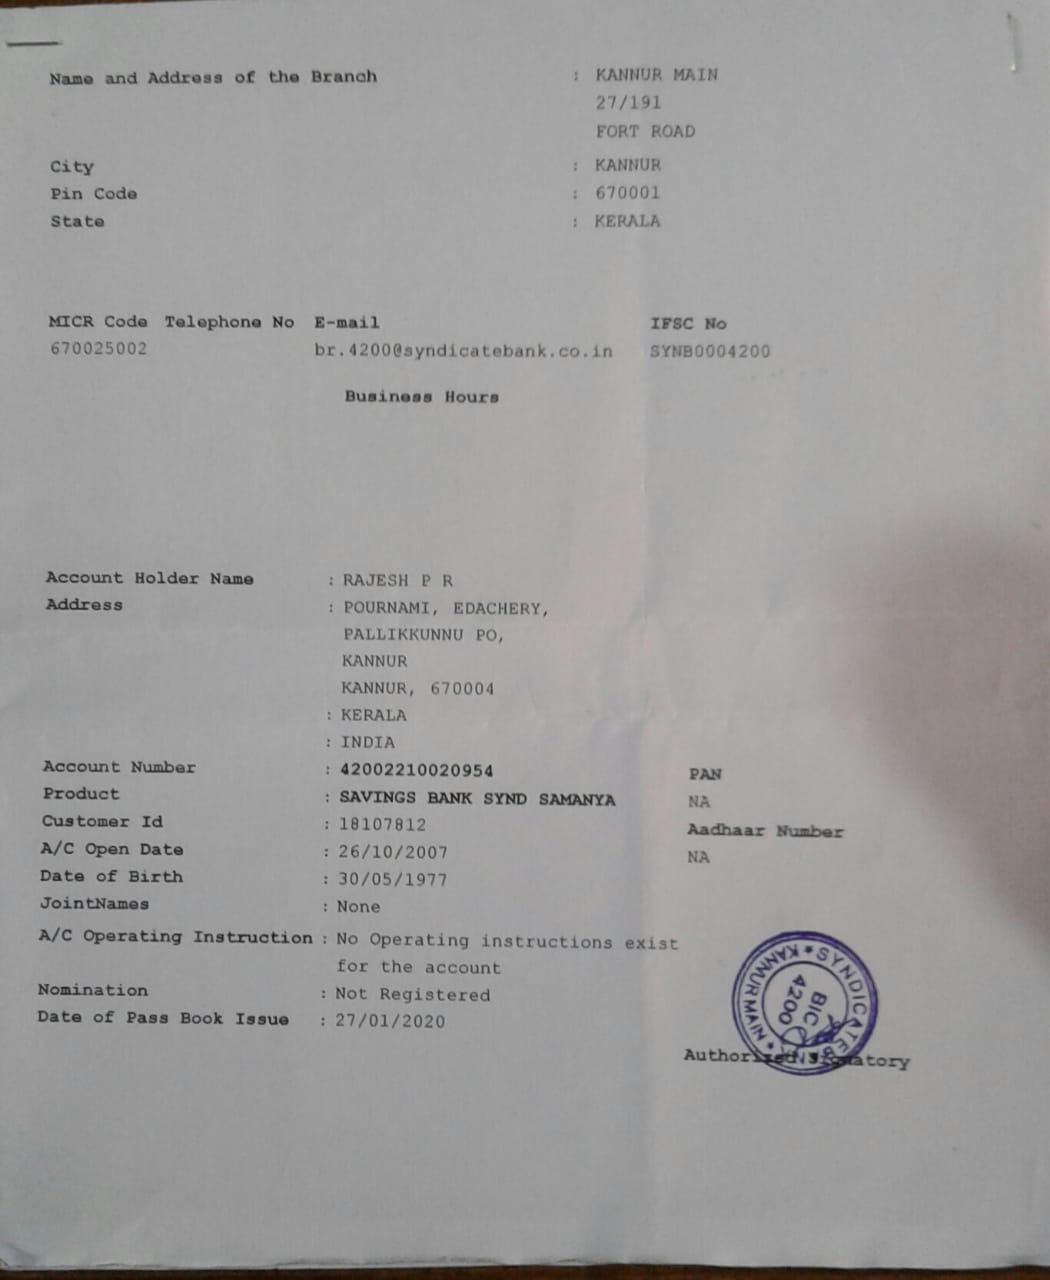 Name and Address of the Branch : KANNUR MAIN
27/191
FORT ROAD
City : KANNUR
Pin Code : 670001
State : KERALA
MICR Code Telephone No E-mail IFSC No
670025002 br.4200@syndicatebank.co.in SYNB0004200
Business Hours
Account Holder Name : RAJESH P R
Address : POURNAMI, EDACHERY,
PALLIKKUNNU PO,
KANNUR
KANNUR, 670004
: KERALA
: INDIA
Account Number : 42002210020954 PAN
Product : SAVINGS BANK SYND SAMANYA NA
Customer Id : 18107812 Aadhaar Number
A/C Open Date : 26/10/2007 NA
Date of Birth : 30/05/1977
JointNames : None
A/C Operating Instruction : No Operating instructions exist
for the account
Nomination : Not Registered
Date of Pass Book Issue : 27/01/2020
SYNDICATE BANK * KANNUR MAIN *
BIC
4200
Authorized Signatory